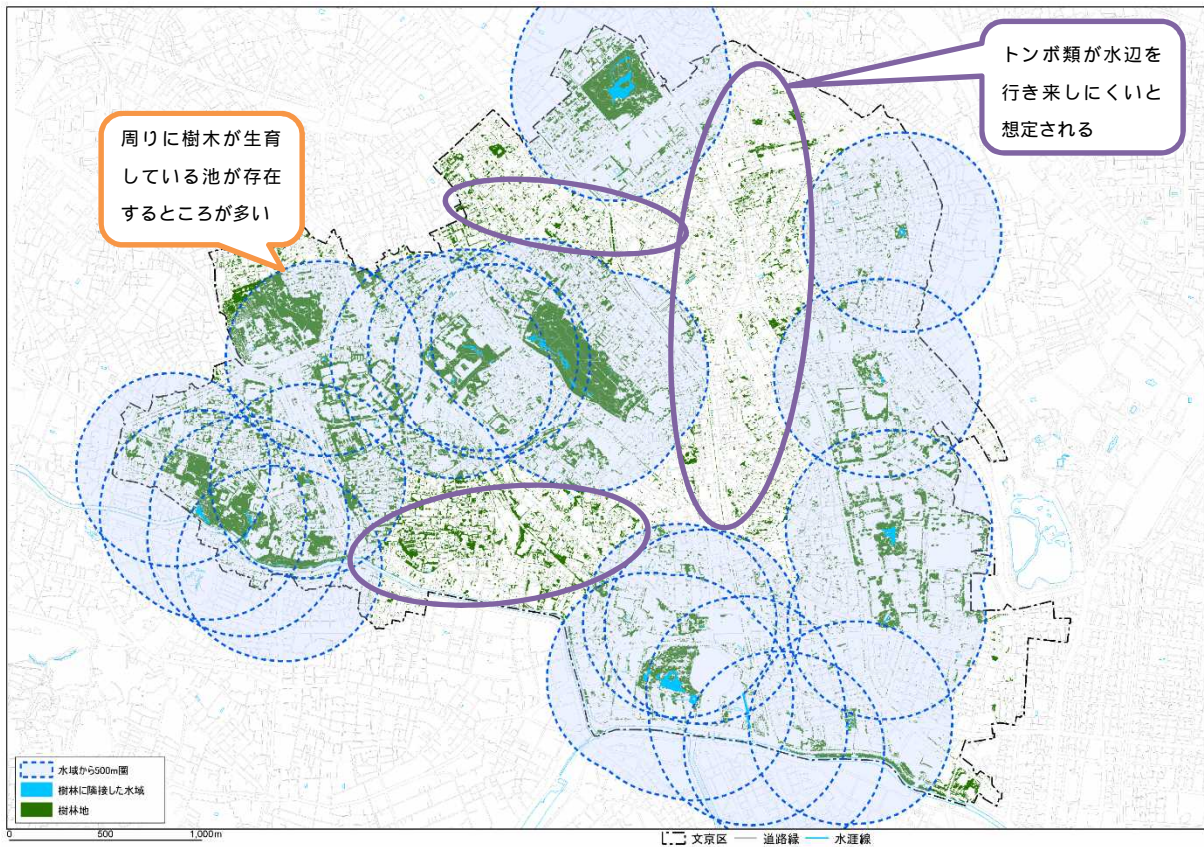 トンボ類が水辺を
行き来しにくいと
想定される
周りに樹木が生育
している池が存在
するところが多い
水域から500m圏
樹林に隣接した水域
樹林地
0 500 1,000m
文京区 道路縁 水涯線